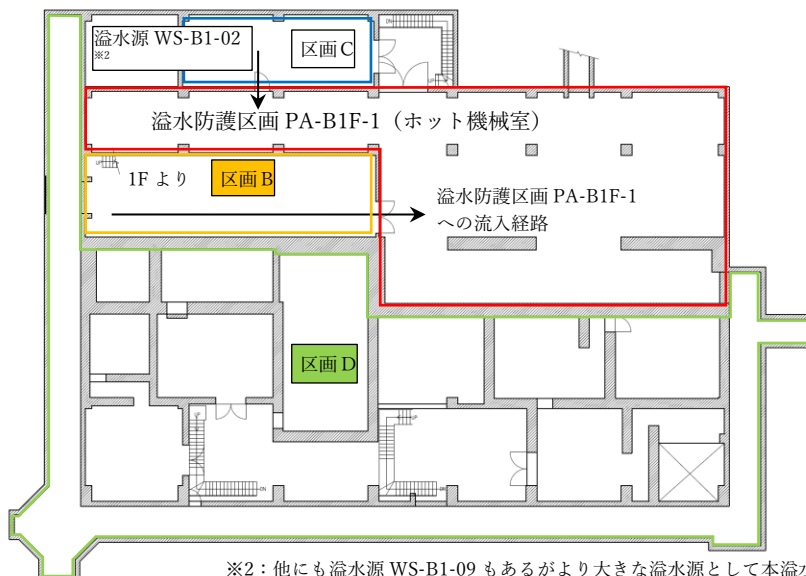 溢水源 WS-B1-02
※2
区画C
溢水防護区画 PA-B1F-1（ホット機械室）
1F より
区画B
溢水防護区画 PA-B1F-1
への流入経路
区画D
※2：他にも溢水源 WS-B1-09 もあるがより大きな溢水源として本溢水